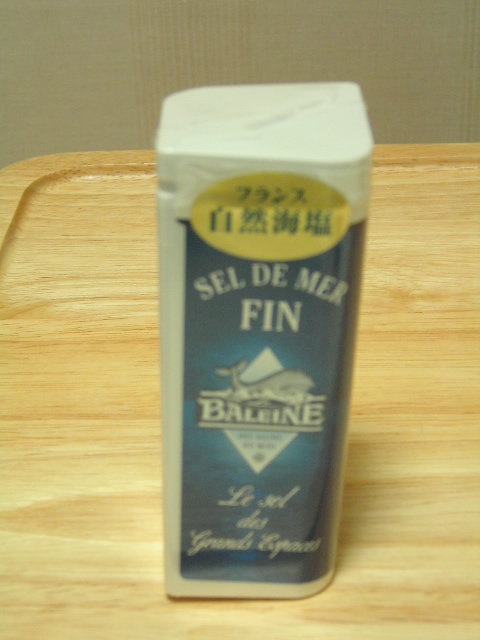 フランス
自然海塩
SEL DE MER
FIN
BALEINE
Le sel
des
Grands Espaces